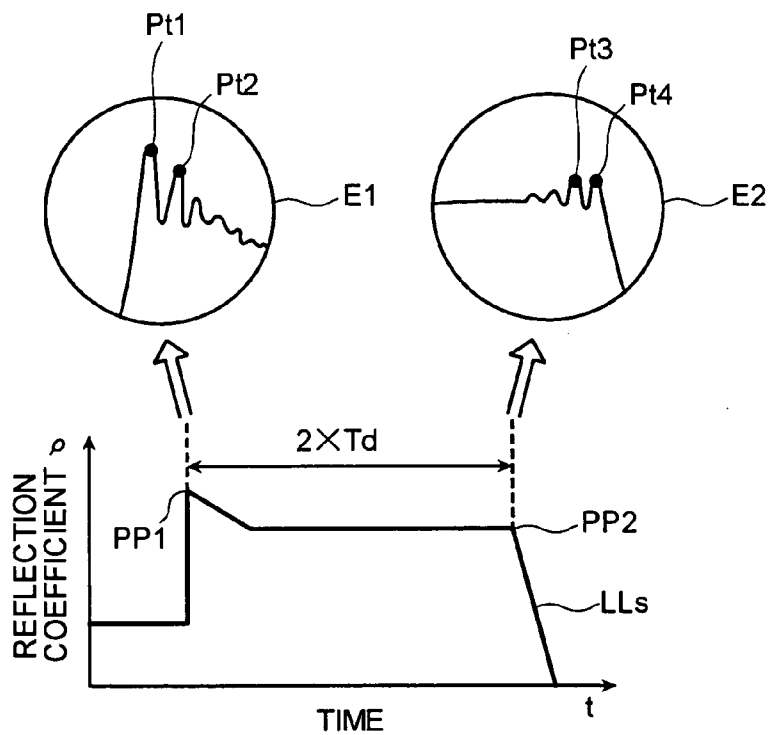 Pt1
Pt2
E1
Pt3
Pt4
E2
2×Td
ρ
REFLECTION
COEFFICIENT
PP1
PP2
LLs
TIME
t